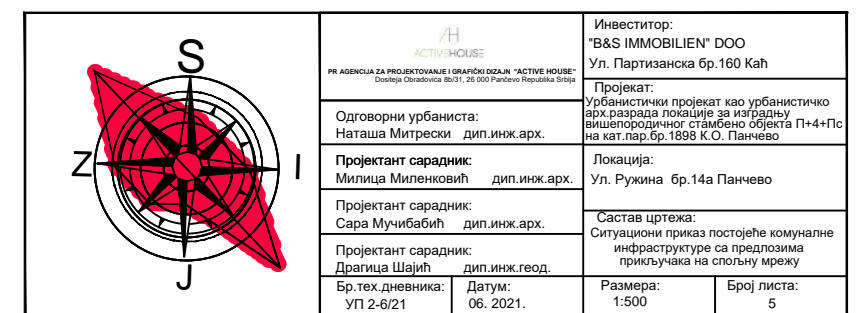 S
Z
I
J
AH
ACTIVEHOUSE
PR AGENCIJA ZA PROJEKTOVANJE I GRAFIČKI DIZAJN "ACTIVE HOUSE"
Dositeja Obradovića 8b/31, 26 000 Pančevo Republika Srbija
Одговорни урбаниста:
Наташа Митрески дип.инж.арх.
Пројектант сарадник:
Милица Миленковић дип.инж.арх.
Пројектант сарадник:
Сара Мучибабић дип.инж.арх.
Пројектант сарадник:
Драгица Шајић дип.инж.геод.
Бр.тех.дневника:
УП 2-6/21
Датум:
06. 2021.
Инвеститор:
"B&S IMMOBILIEN" DOO
Ул. Партизанска бр.160 Каћ
Пројекат:
Урбанистички пројекат као урбанистичко
арх.разрада локације за изградњу
вишепородичног стамбено објекта П+4+Пс
на кат.пар.бр.1898 К.О. Панчево
Локација:
Ул. Ружина бр.14а Панчево
Састав цртежа:
Ситуациони приказ постојеће комуналне
инфраструктуре са предлозима
прикључака на спољну мрежу
Размера:
1:500
Број листа:
5